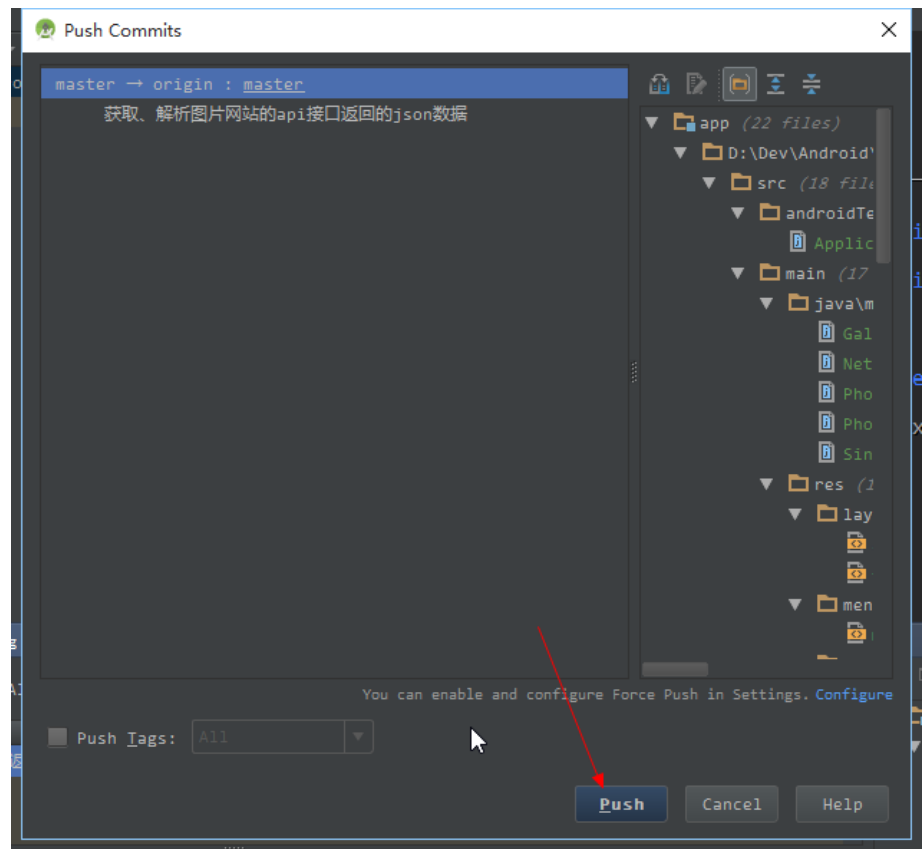 Push Commits
master → origin : master
获取、解析图片网站的api接口返回的json数据
app (22 files)
D:\Dev\Android
src (18 file
androidTe
Applic
main (17
java\m
Gal
Net
Pho
Pho
Sin
res (1
lay
men
You can enable and configure Force Push in Settings. Configure
Push Tags: All
Push Cancel Help